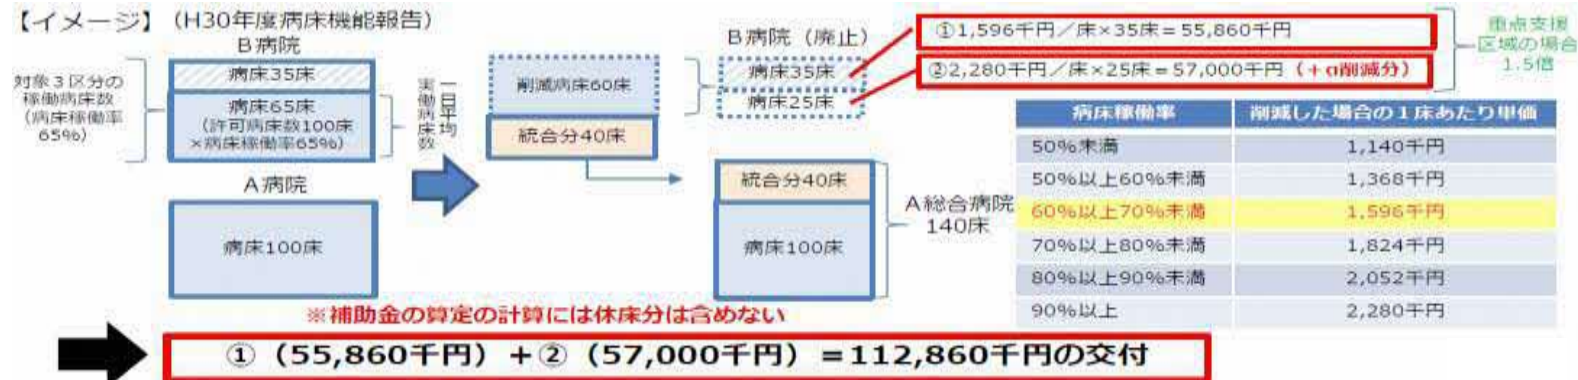 【イメージ】（H30年度病床機能報告）
B病院
対象３区分の
稼働病床数
（病床稼働率
65%）
病床35床
病床65床
（許可病床数100床
×病床稼働率65%）
一日平均
実働病床数
A病院
病床100床
削減病床60床
統合分40床
B病院（廃止）
病床35床
病床25床
統合分40床
病床100床
A総合病院
140床
①1,596千円／床×35床＝55,860千円
②2,280千円／床×25床＝57,000千円（＋α削減分）
重点支援
区域の場合
1.5倍
病床稼働率 削減した場合の１床あたり単価
50%未満 1,140千円
50%以上60%未満 1,368千円
60%以上70%未満 1,596千円
70%以上80%未満 1,824千円
80%以上90%未満 2,052千円
90%以上 2,280千円
※補助金の算定の計算には休床分は含めない
①（55,860千円）＋②（57,000千円）＝112,860千円の交付